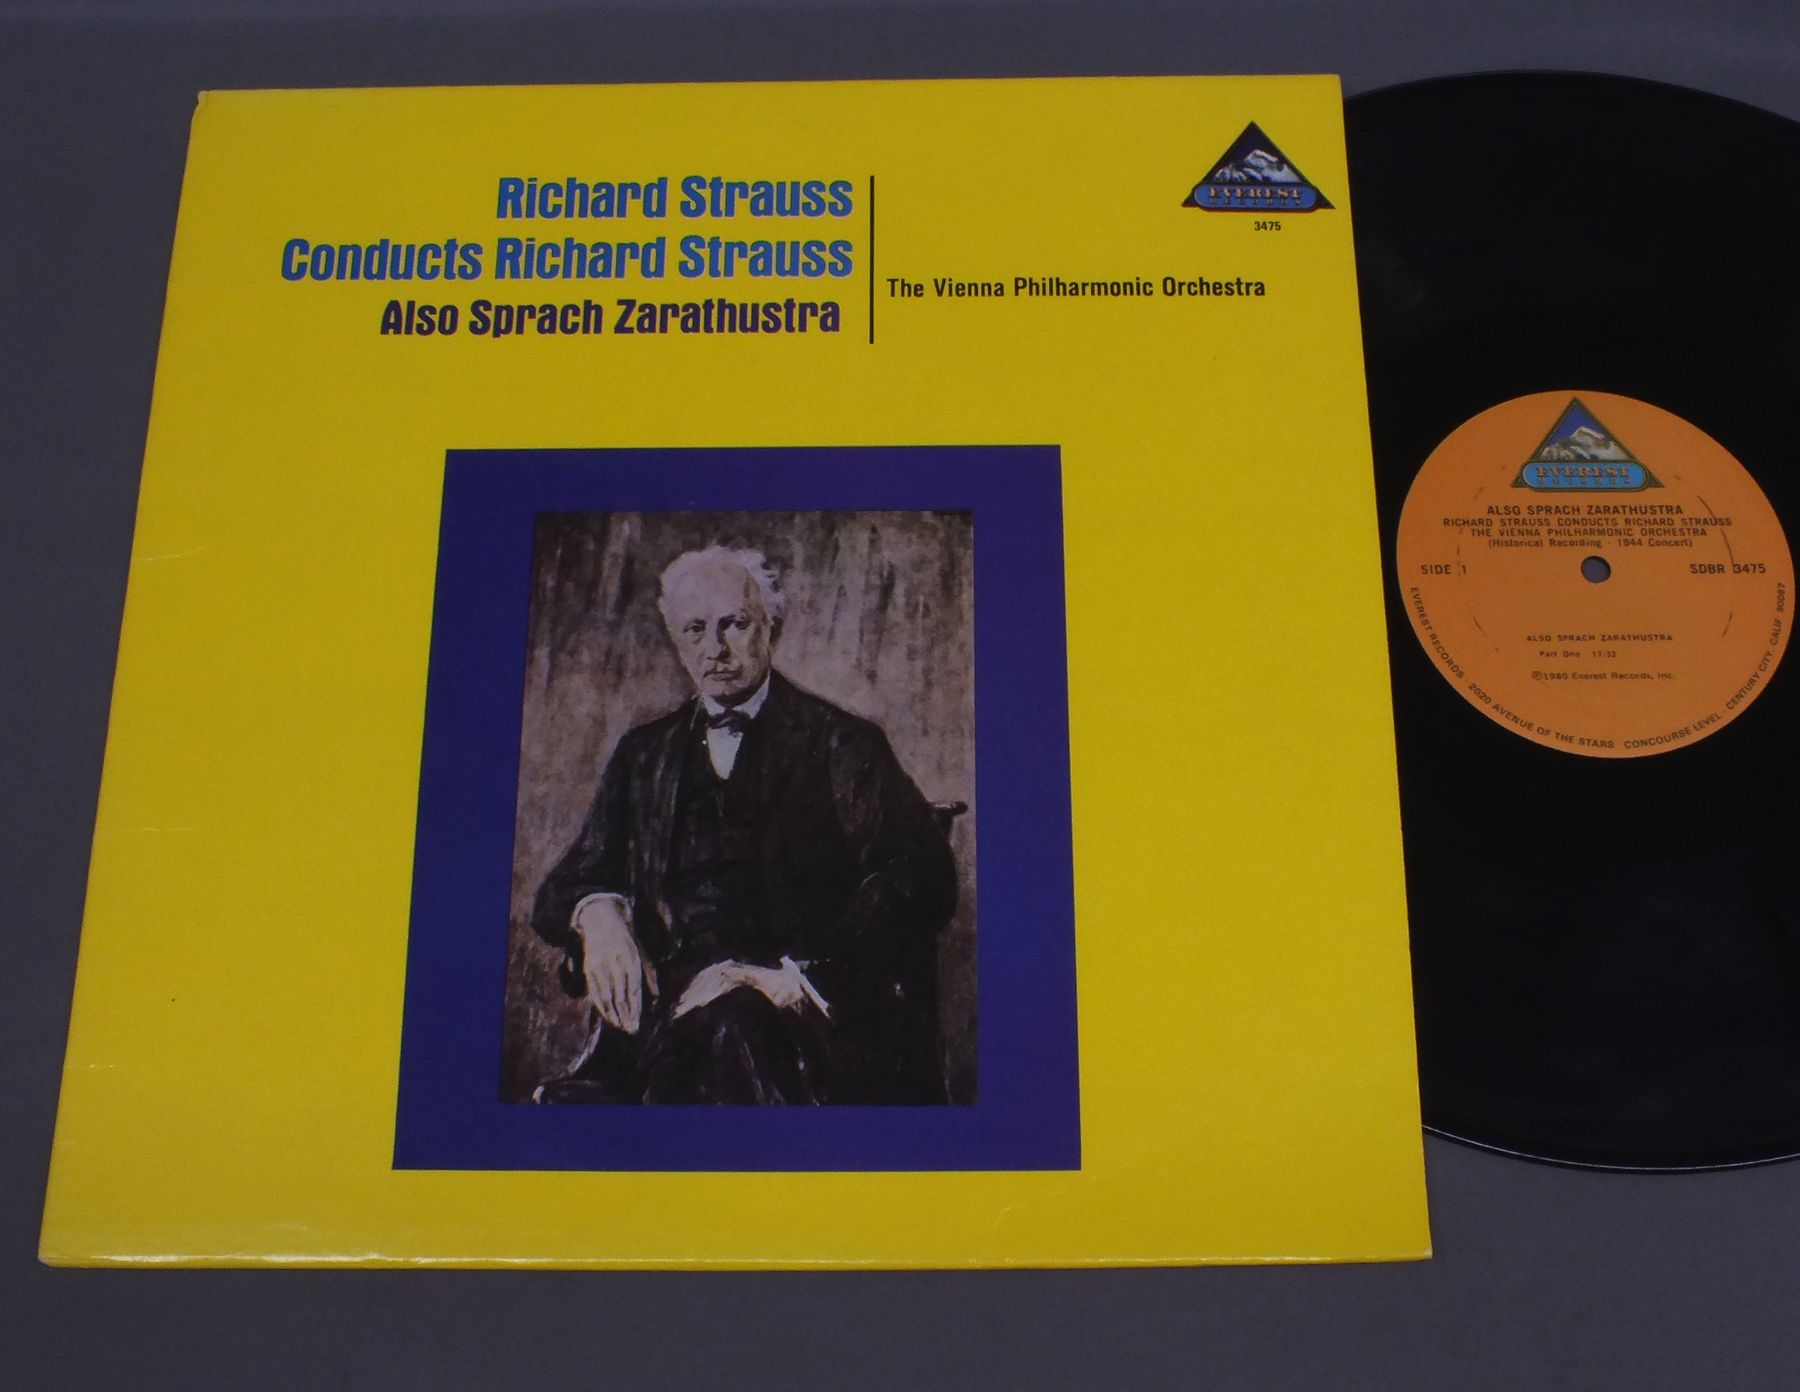 Richard Strauss
Conducts Richard Strauss
Also Sprach Zarathustra
The Vienna Philharmonic Orchestra
EVEREST
RECORDS
3475
EVEREST
RECORDS
ALSO SPRACH ZARATHUSTRA
RICHARD STRAUSS CONDUCTS RICHARD STRAUSS
THE VIENNA PHILHARMONIC ORCHESTRA
(Historical Recording - 1944 Concert)
SIDE 1
SDBR 3475
ALSO SPRACH ZARATHUSTRA
Part One 17:32
℗1980 Everest Records, Inc.
EVEREST RECORDS · 2020 AVENUE OF THE STARS · CONCOURSE LEVEL · CENTURY CITY, CALIF 90067